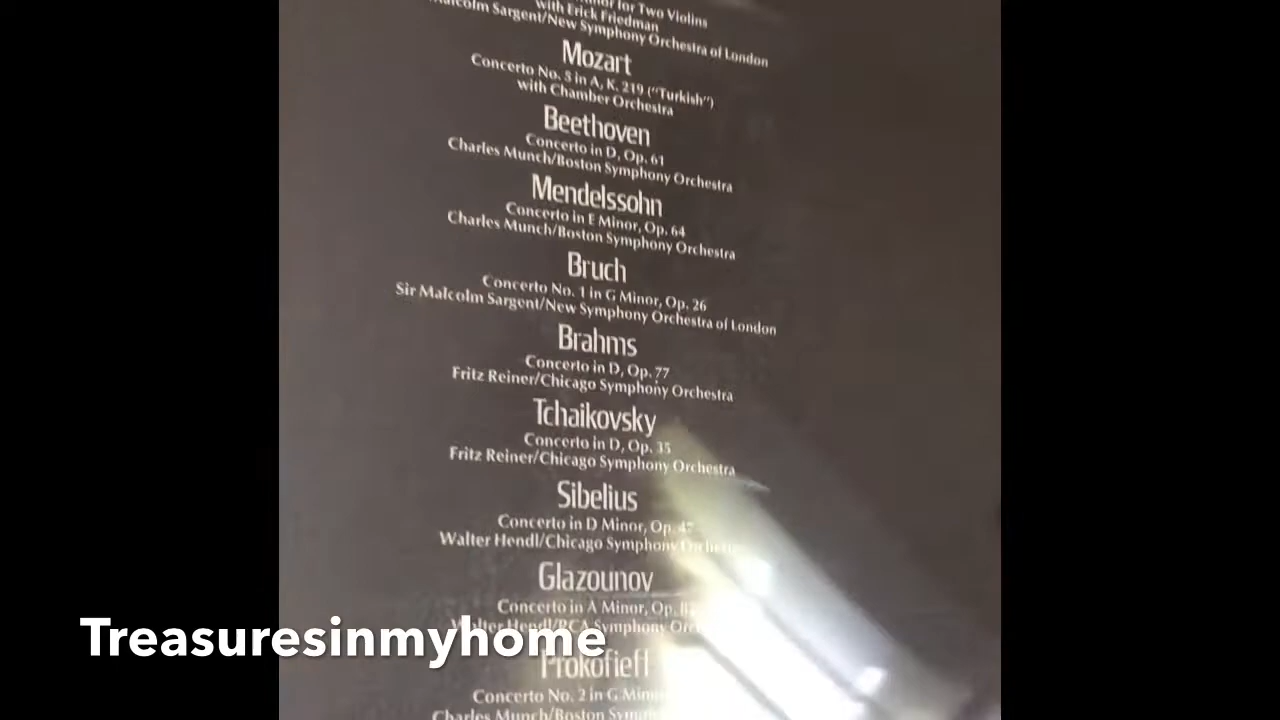 for Two Violins
with Erick Friedman
Malcolm Sargent/New Symphony Orchestra of London
Mozart
Concerto No. 5 in A, K. 219 ("Turkish")
with Chamber Orchestra
Beethoven
Concerto in D, Op. 61
Charles Munch/Boston Symphony Orchestra
Mendelssohn
Concerto in E Minor, Op. 64
Charles Munch/Boston Symphony Orchestra
Bruch
Concerto No. 1 in G Minor, Op. 26
Sir Malcolm Sargent/New Symphony Orchestra of London
Brahms
Concerto in D, Op. 77
Fritz Reiner/Chicago Symphony Orchestra
Tchaikovsky
Concerto in D, Op. 35
Fritz Reiner/Chicago Symphony Orchestra
Sibelius
Concerto in D Minor, Op. 47
Walter Hendl/Chicago Symphony Orchestra
Glazounov
Concerto in A Minor, Op.
Walter Hendl/RCA Symphony
Treasuresinmyhome
Prokofieff
Concerto No. 2 in G
Charles Munch/Boston